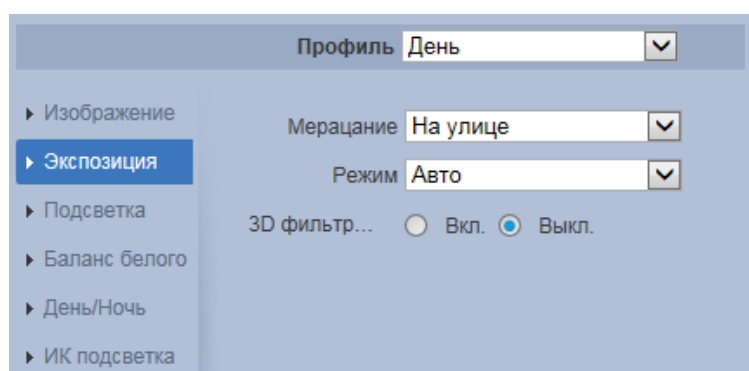 Профиль День
Изображение
Мерацание На улице
Экспозиция
Режим Авто
Подсветка
3D фильтр... Вкл. Выкл.
Баланс белого
День/Ночь
ИК подсветка